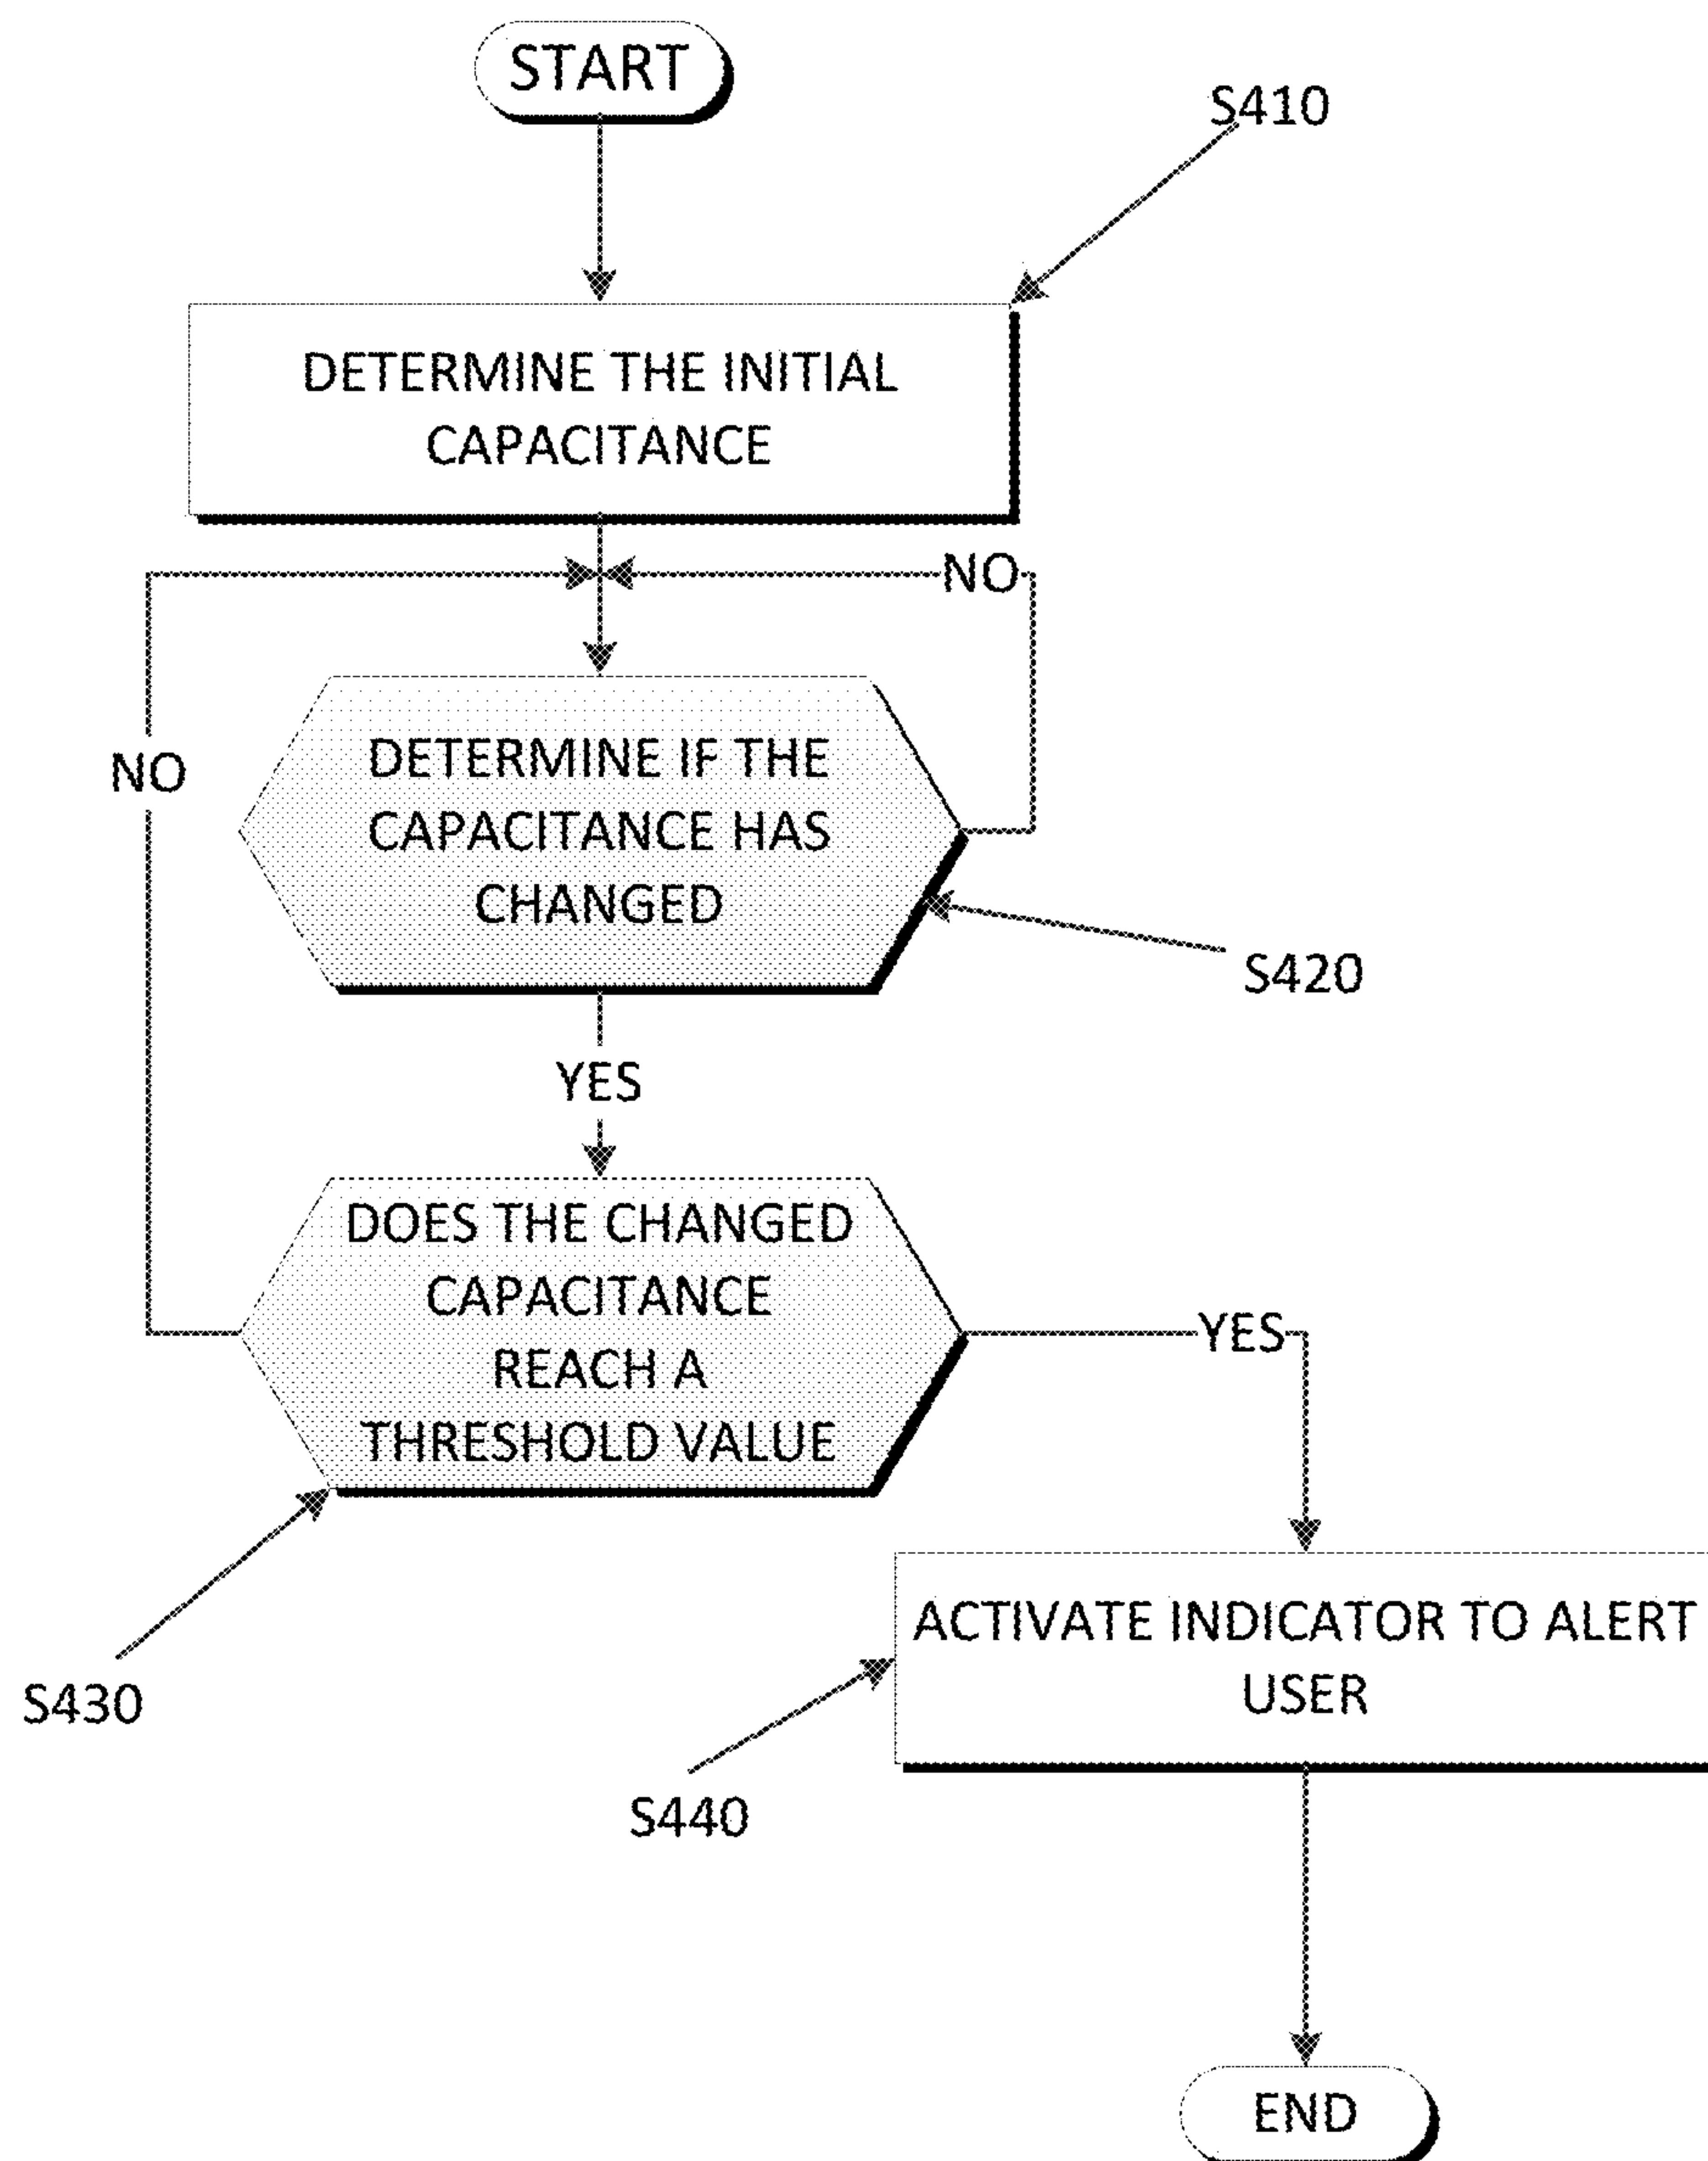 START
S410
DETERMINE THE INITIAL
CAPACITANCE
NO
NO
DETERMINE IF THE
CAPACITANCE HAS
CHANGED
S420
YES
DOES THE CHANGED
CAPACITANCE
REACH A
THRESHOLD VALUE
YES
S430
ACTIVATE INDICATOR TO ALERT
USER
S440
END